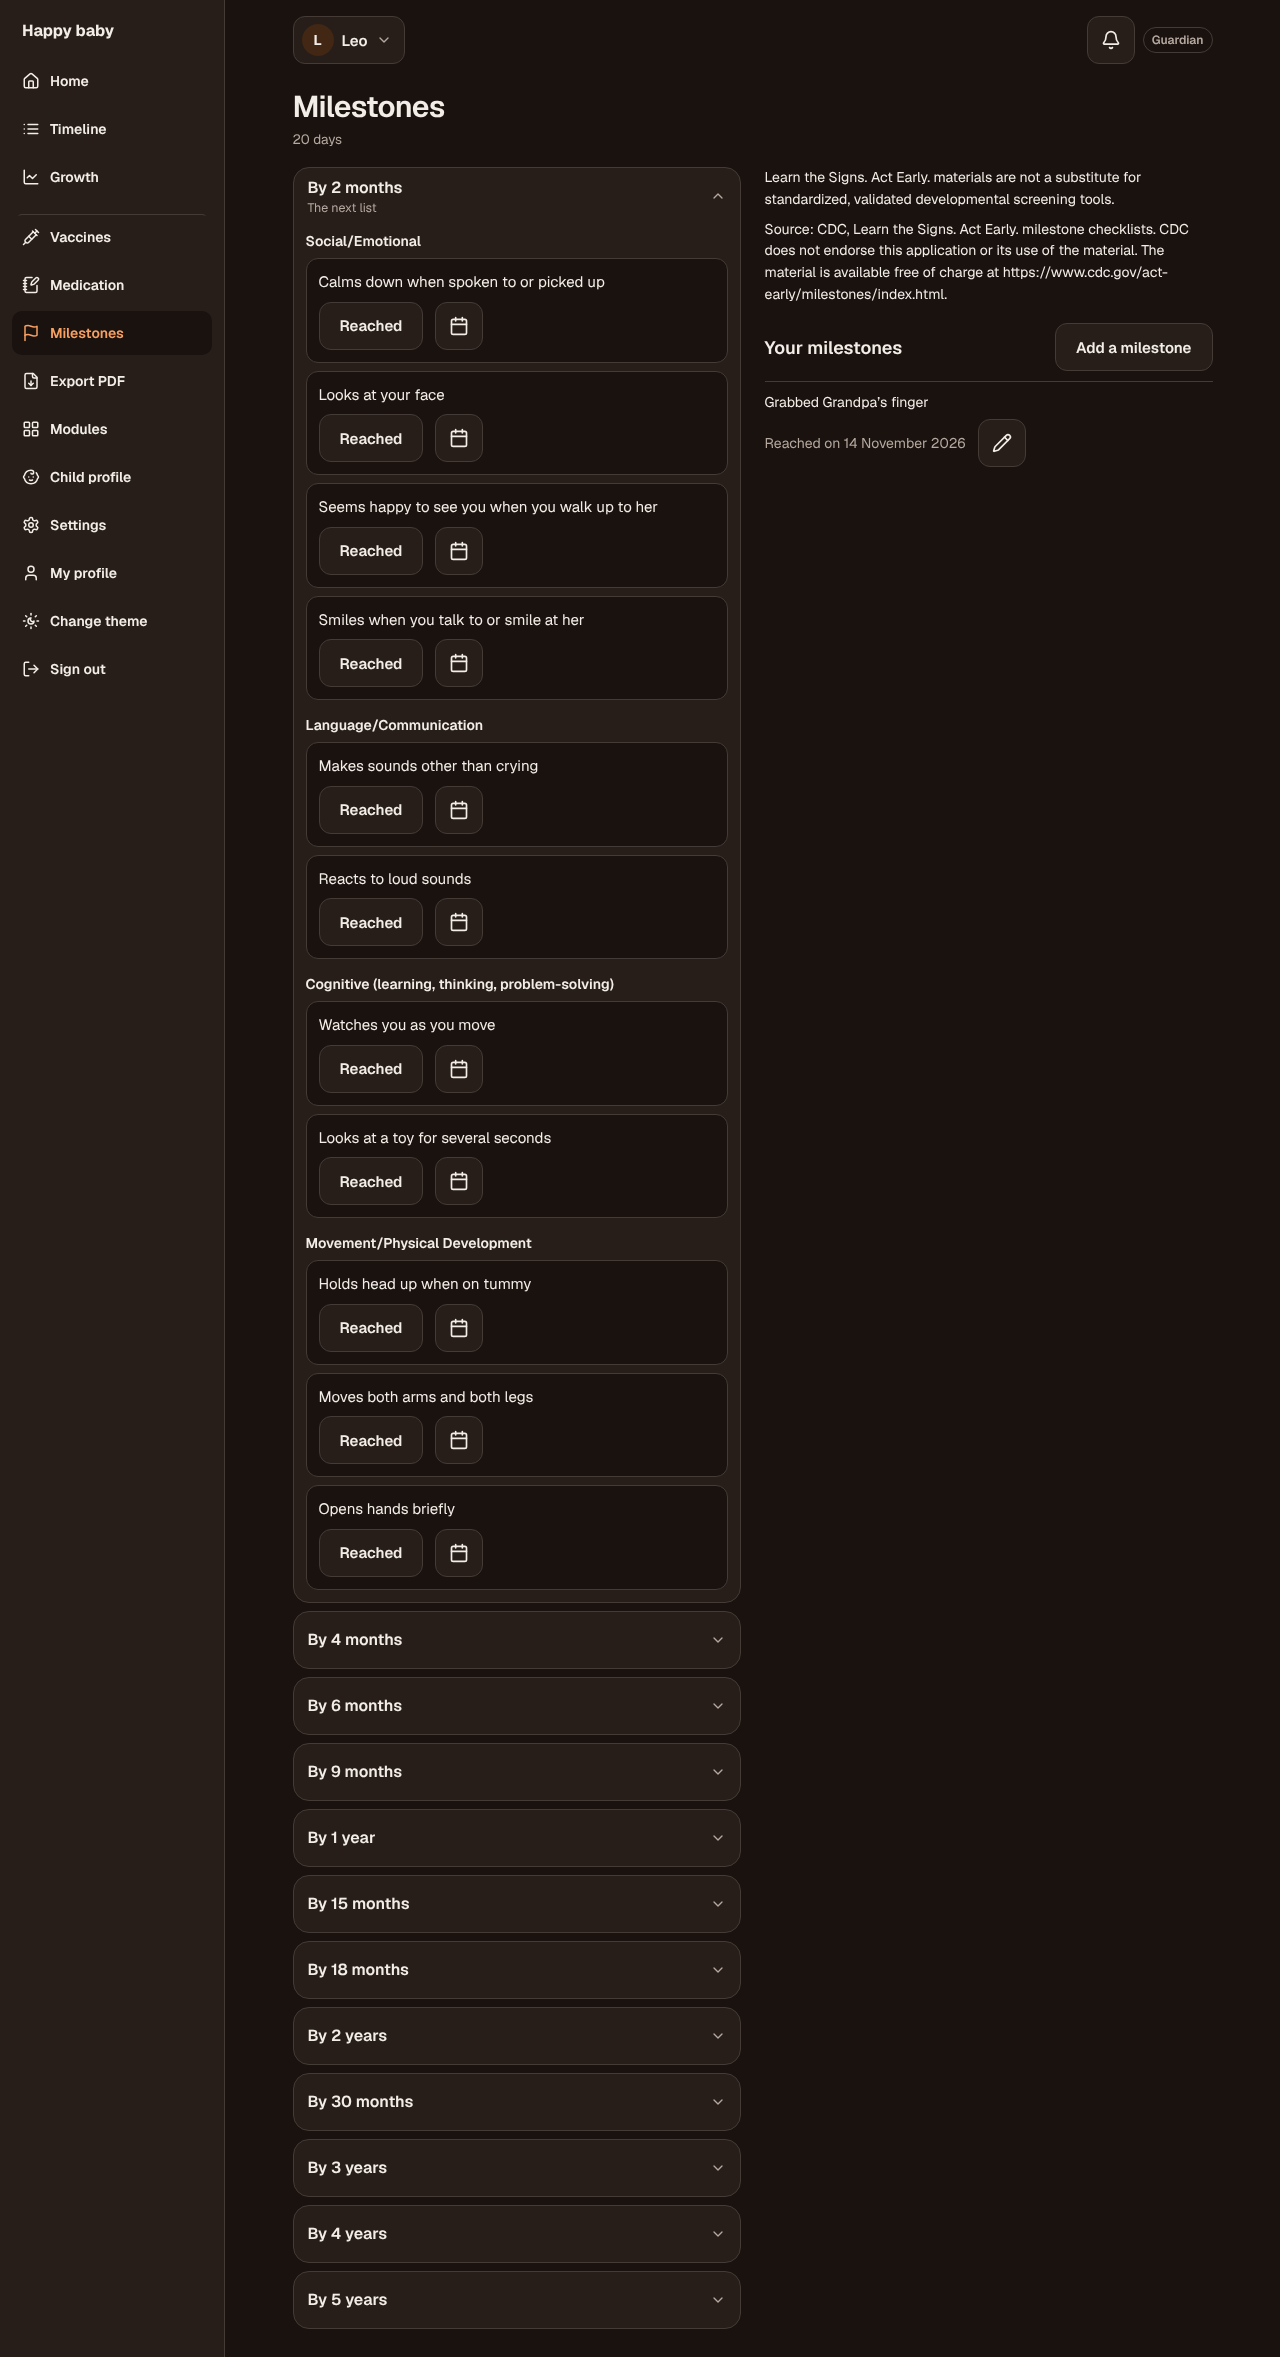 Happy baby
Home
Timeline
Growth
Vaccines
Medication
Milestones
Export PDF
Modules
Child profile
Settings
My profile
Change theme
Sign out
L Leo
Guardian
Milestones
20 days
By 2 months
The next list
Social/Emotional
Calms down when spoken to or picked up
Reached
Looks at your face
Reached
Seems happy to see you when you walk up to her
Reached
Smiles when you talk to or smile at her
Reached
Language/Communication
Makes sounds other than crying
Reached
Reacts to loud sounds
Reached
Cognitive (learning, thinking, problem-solving)
Watches you as you move
Reached
Looks at a toy for several seconds
Reached
Movement/Physical Development
Holds head up when on tummy
Reached
Moves both arms and both legs
Reached
Opens hands briefly
Reached
By 4 months
By 6 months
By 9 months
By 1 year
By 15 months
By 18 months
By 2 years
By 30 months
By 3 years
By 4 years
By 5 years
Learn the Signs. Act Early. materials are not a substitute for
standardized, validated developmental screening tools.
Source: CDC, Learn the Signs. Act Early. milestone checklists. CDC
does not endorse this application or its use of the material. The
material is available free of charge at https://www.cdc.gov/act-
early/milestones/index.html.
Your milestones
Add a milestone
Grabbed Grandpa's finger
Reached on 14 November 2026